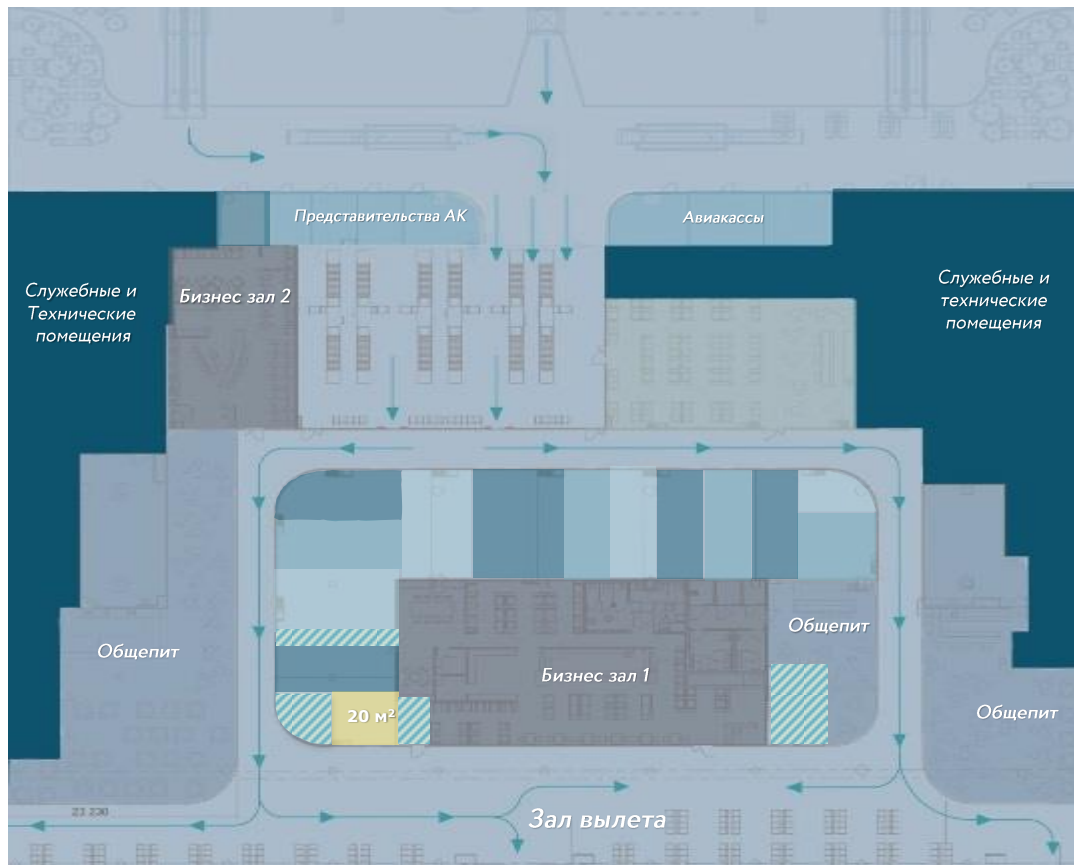 Представительства АК
Авиакассы
Служебные и
Технические
помещения
Бизнес зал 2
Служебные и
технические
помещения
Общепит
Общепит
Бизнес зал 1
20 м²
Общепит
Зал вылета